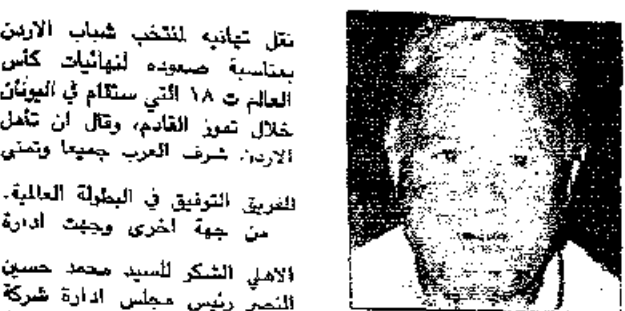 نقل تهانيه لمنتخب شباب الاردن
بمناسبة صعوده لنهائيات كأس
العالم ت ١٨ التي ستقام في اليونان
خلال تموز القادم، وقال ان تأهل
الاردن شرف العرب جميعا وتمنى
للفريق التوفيق في البطولة العالمية.
من جهة اخرى وجهت ادارة
الاهلي الشكر للسيد محمد حسين
النصر رئيس مجلس ادارة شركة